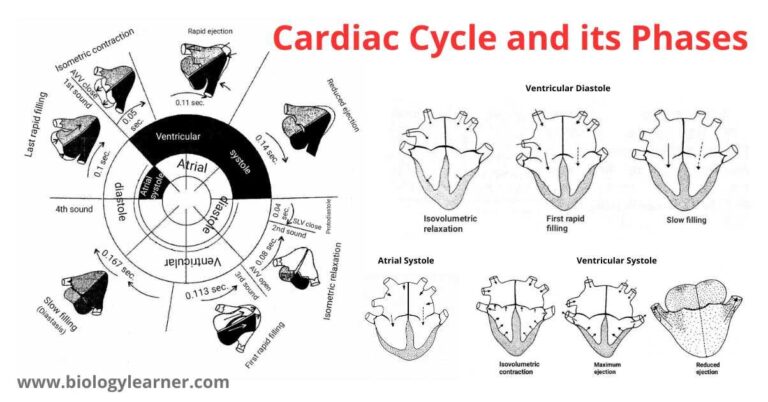 Cardiac Cycle and its Phases
Isometric contraction
AVV close
1st sound
0.05
sec.
Rapid ejection
0.11 sec.
Reduced ejection
0.14 sec.
Last rapid filling
0.1 sec.
Ventricular
systole
Atrial
diastole
Atrial
systole
diastole
Ventricular
4th sound
0.04
sec.
Protodiastole
SLV close
2nd sound
0.08 sec.
Isometric relaxation
AVV open
3rd sound
0.113 sec.
First rapid filling
0.167 sec.
Slow filling
(Diastasis)
Ventricular Diastole
Isovolumetric
relaxation
First rapid
filling
Slow filling
Atrial Systole
Ventricular Systole
Isovolumetric
contraction
Maximum
ejection
Reduced
ejection
www.biologylearner.com